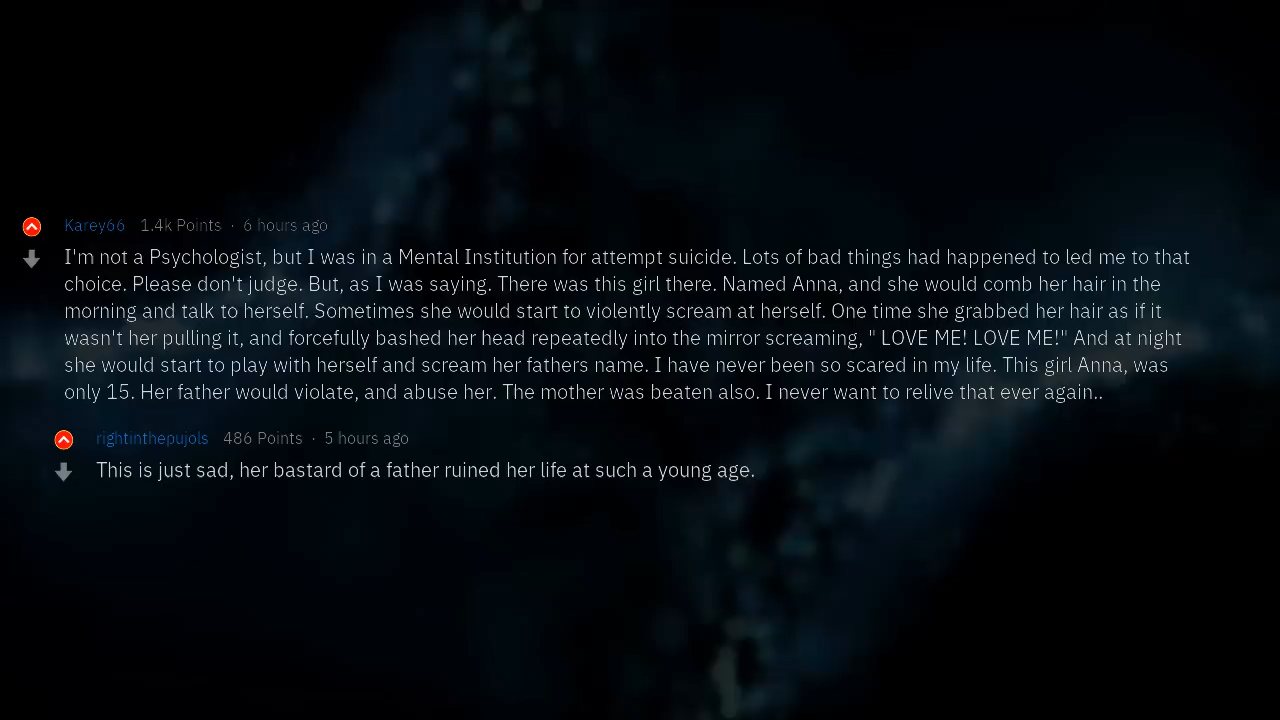 Karey66 1.4k Points · 6 hours ago
I'm not a Psychologist, but I was in a Mental Institution for attempt suicide. Lots of bad things had happened to led me to that
choice. Please don't judge. But, as I was saying. There was this girl there. Named Anna, and she would comb her hair in the
morning and talk to herself. Sometimes she would start to violently scream at herself. One time she grabbed her hair as if it
wasn't her pulling it, and forcefully bashed her head repeatedly into the mirror screaming, " LOVE ME! LOVE ME!" And at night
she would start to play with herself and scream her fathers name. I have never been so scared in my life. This girl Anna, was
only 15. Her father would violate, and abuse her. The mother was beaten also. I never want to relive that ever again..
rightinthepujols 486 Points · 5 hours ago
This is just sad, her bastard of a father ruined her life at such a young age.